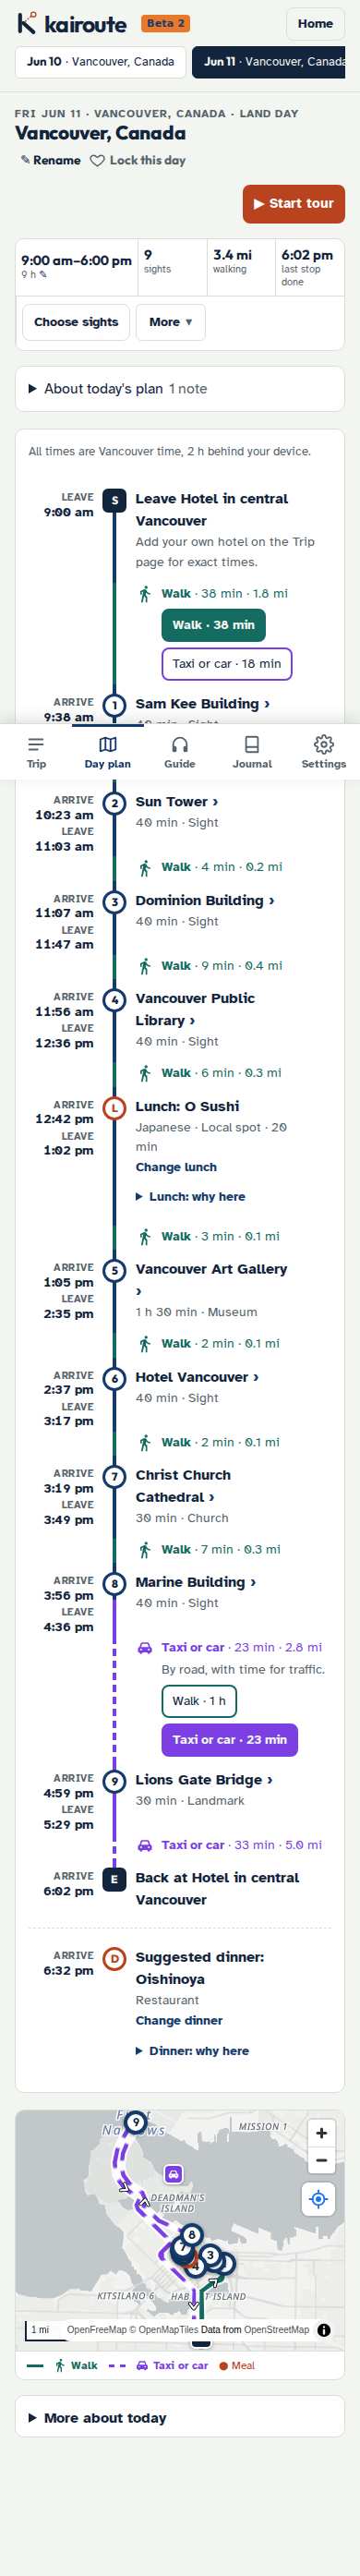 kairoute
Beta 2
Home
Jun 10 · Vancouver, Canada
Jun 11 · Vancouver, Canada
FRI JUN 11 · VANCOUVER, CANADA · LAND DAY
Vancouver, Canada
✎ Rename
Lock this day
▶ Start tour
9:00 am–6:00 pm
9 h ✎
9
sights
3.4 mi
walking
6:02 pm
last stop
done
Choose sights
More ▾
▶ About today's plan 1 note
All times are Vancouver time, 2 h behind your device.
LEAVE
9:00 am
S
Leave Hotel in central
Vancouver
Add your own hotel on the Trip
page for exact times.
Walk · 38 min · 1.8 mi
Walk · 38 min
Taxi or car · 18 min
ARRIVE
9:38 am
1
Sam Kee Building ›
Trip
Day plan
Guide
Journal
Settings
ARRIVE
10:23 am
LEAVE
11:03 am
2
Sun Tower ›
40 min · Sight
Walk · 4 min · 0.2 mi
ARRIVE
11:07 am
LEAVE
11:47 am
3
Dominion Building ›
40 min · Sight
Walk · 9 min · 0.4 mi
ARRIVE
11:56 am
LEAVE
12:36 pm
4
Vancouver Public
Library ›
40 min · Sight
Walk · 6 min · 0.3 mi
ARRIVE
12:42 pm
LEAVE
1:02 pm
L
Lunch: O Sushi
Japanese · Local spot · 20
min
Change lunch
▶ Lunch: why here
Walk · 3 min · 0.1 mi
ARRIVE
1:05 pm
LEAVE
2:35 pm
5
Vancouver Art Gallery
›
1 h 30 min · Museum
Walk · 2 min · 0.1 mi
ARRIVE
2:37 pm
LEAVE
3:17 pm
6
Hotel Vancouver ›
40 min · Sight
Walk · 2 min · 0.1 mi
ARRIVE
3:19 pm
LEAVE
3:49 pm
7
Christ Church
Cathedral ›
30 min · Church
Walk · 7 min · 0.3 mi
ARRIVE
3:56 pm
LEAVE
4:36 pm
8
Marine Building ›
40 min · Sight
Taxi or car · 23 min · 2.8 mi
By road, with time for traffic.
Walk · 1 h
Taxi or car · 23 min
ARRIVE
4:59 pm
LEAVE
5:29 pm
9
Lions Gate Bridge ›
30 min · Landmark
Taxi or car · 33 min · 5.0 mi
ARRIVE
6:02 pm
E
Back at Hotel in central
Vancouver
ARRIVE
6:32 pm
D
Suggested dinner:
Oishinoya
Restaurant
Change dinner
▶ Dinner: why here
9
MISSION 1
+
−
DEADMAN'S
ISLAND
8
7
3
4
KITSILANO 6
1 mi
OpenFreeMap © OpenMapTiles Data from OpenStreetMap
Walk
Taxi or car
Meal
▶ More about today